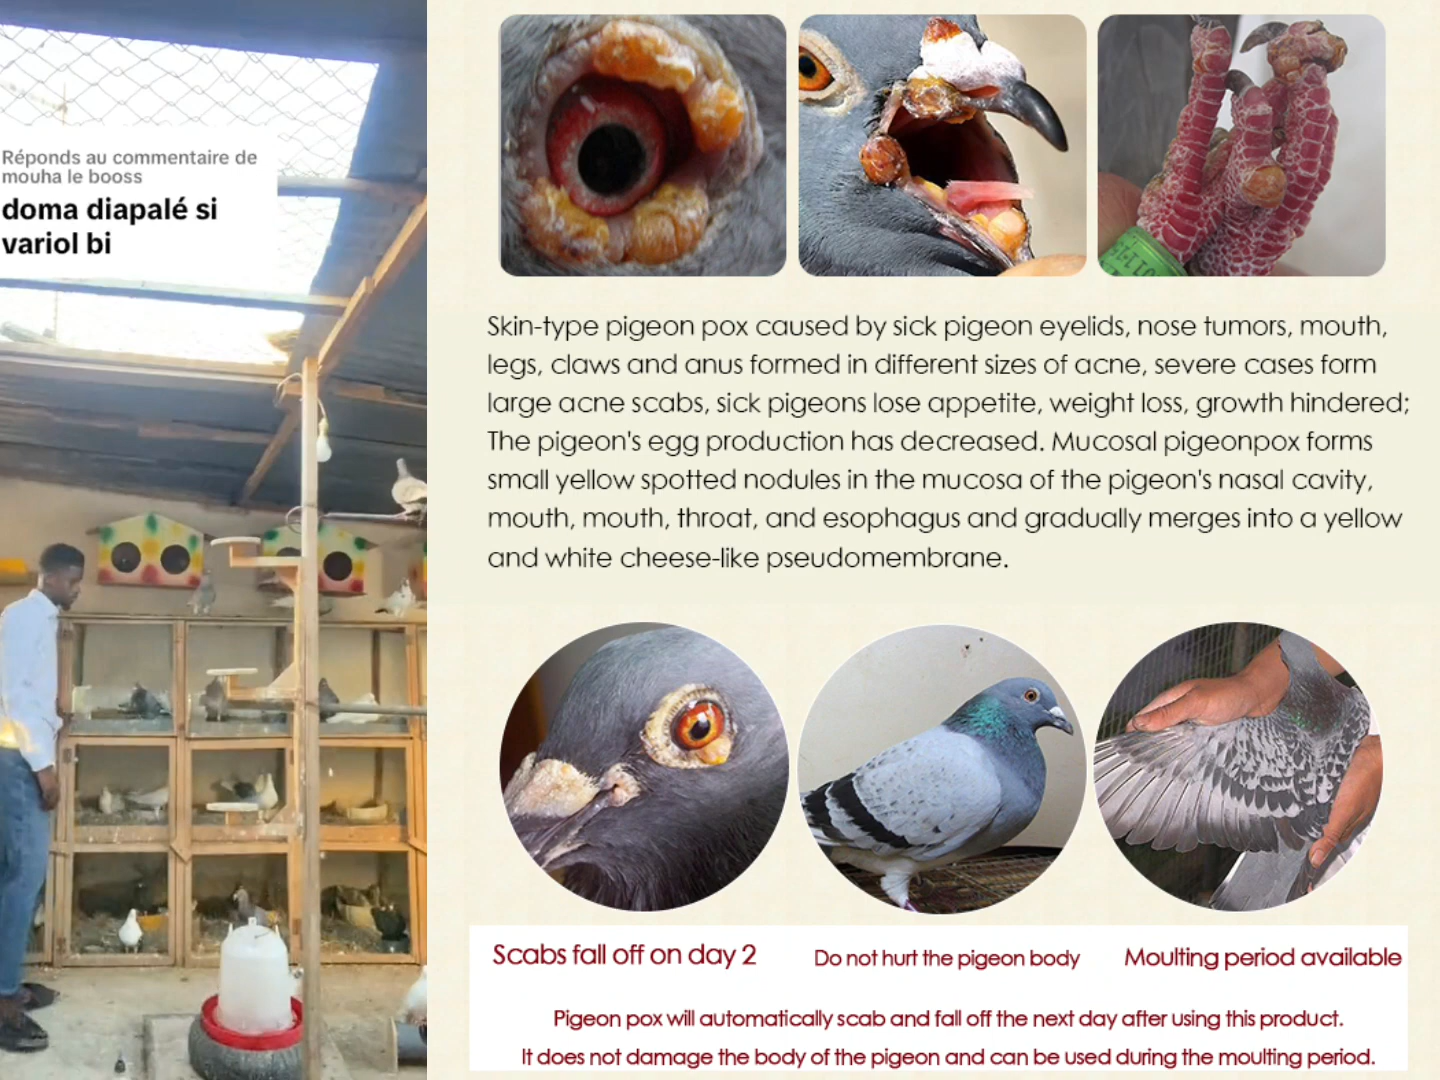 Réponds au commentaire de
mouha le booss
doma diapalé si
variol bi
Skin-type pigeon pox caused by sick pigeon eyelids, nose tumors, mouth,
legs, claws and anus formed in different sizes of acne, severe cases form
large acne scabs, sick pigeons lose appetite, weight loss, growth hindered;
The pigeon's egg production has decreased. Mucosal pigeonpox forms
small yellow spotted nodules in the mucosa of the pigeon's nasal cavity,
mouth, mouth, throat, and esophagus and gradually merges into a yellow
and white cheese-like pseudomembrane.
Scabs fall off on day 2
Do not hurt the pigeon body
Moulting period available
Pigeon pox will automatically scab and fall off the next day after using this product.
It does not damage the body of the pigeon and can be used during the moulting period.